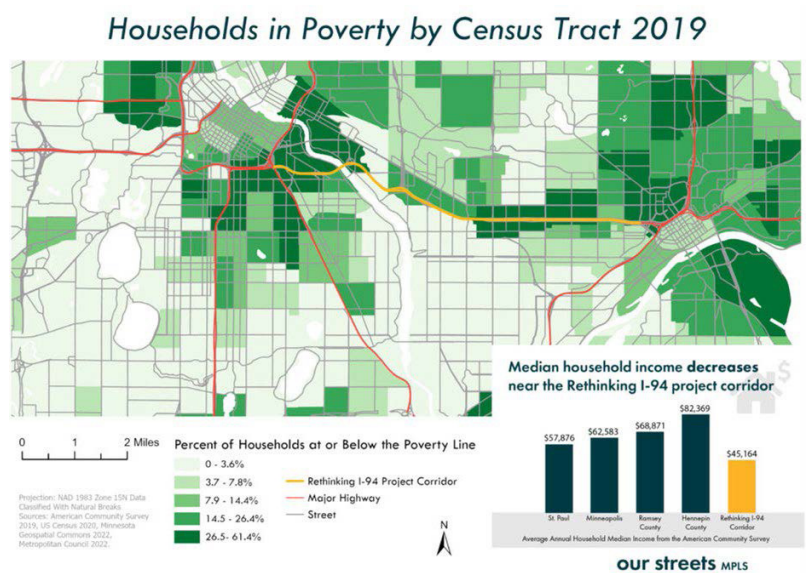 Households in Poverty by Census Tract 2019
Median household income decreases
near the Rethinking I-94 project corridor
$57,876
$62,583
$68,871
$82,369
$45,164
St. Paul
Minneapolis
Ramsey
County
Hennepin
County
Rethinking I-94
Corridor
Average Annual Household Median Income from the American Community Survey
0 1 2 Miles
Percent of Households at or Below the Poverty Line
0 - 3.6%
3.7 - 7.8%
7.9 - 14.4%
14.5 - 26.4%
26.5- 61.4%
Rethinking I-94 Project Corridor
Major Highway
Street
N
Projection: NAD 1983 Zone 15N Data
Classified With Natural Breaks
Sources: American Community Survey
2019, US Census 2020, Minnesota
Geospatial Commons 2022,
Metropolitan Council 2022.
$
our streets MPLS